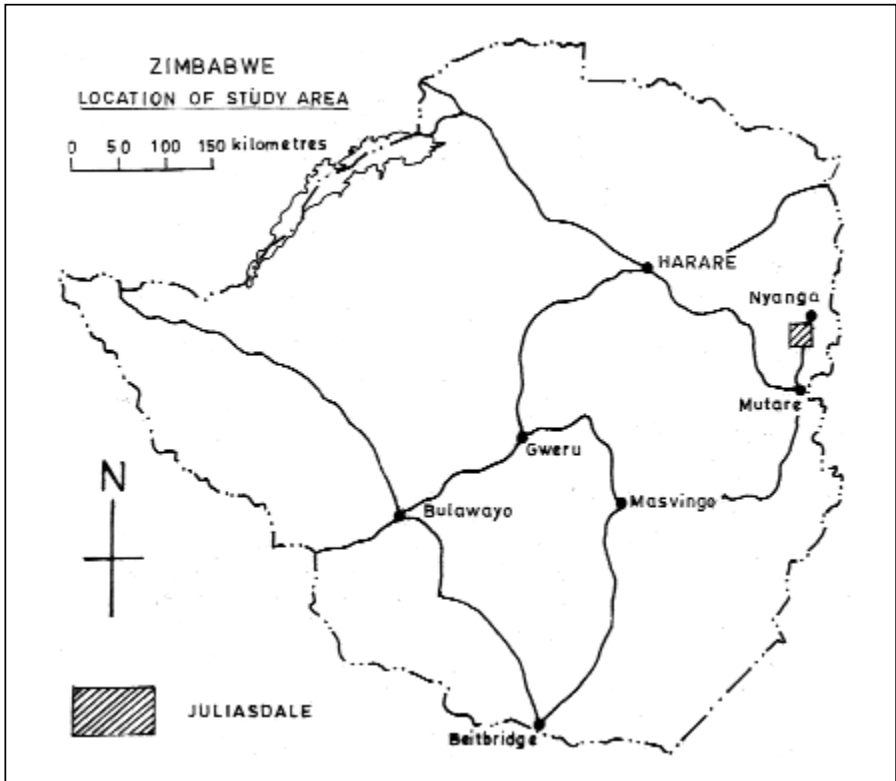 ZIMBABWE
LOCATION OF STUDY AREA
0 50 100 150 kilometres
HARARE
Nyanga
Mutare
Gweru
Masvingo
Bulawayo
N
JULIASDALE
Beitbridge